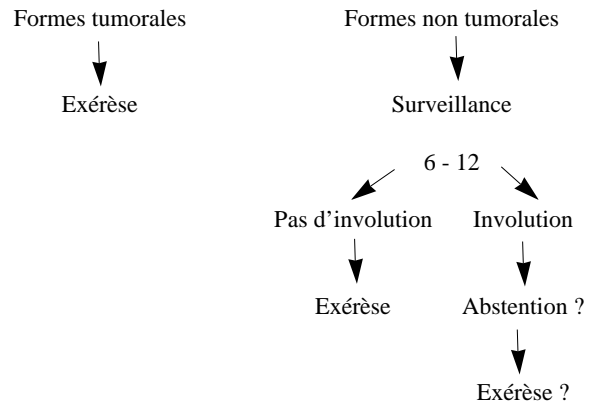 Formes tumorales
Formes non tumorales
Exérèse
Surveillance
6 - 12
Pas d’involution
Involution
Exérèse
Abstention ?
Exérèse ?